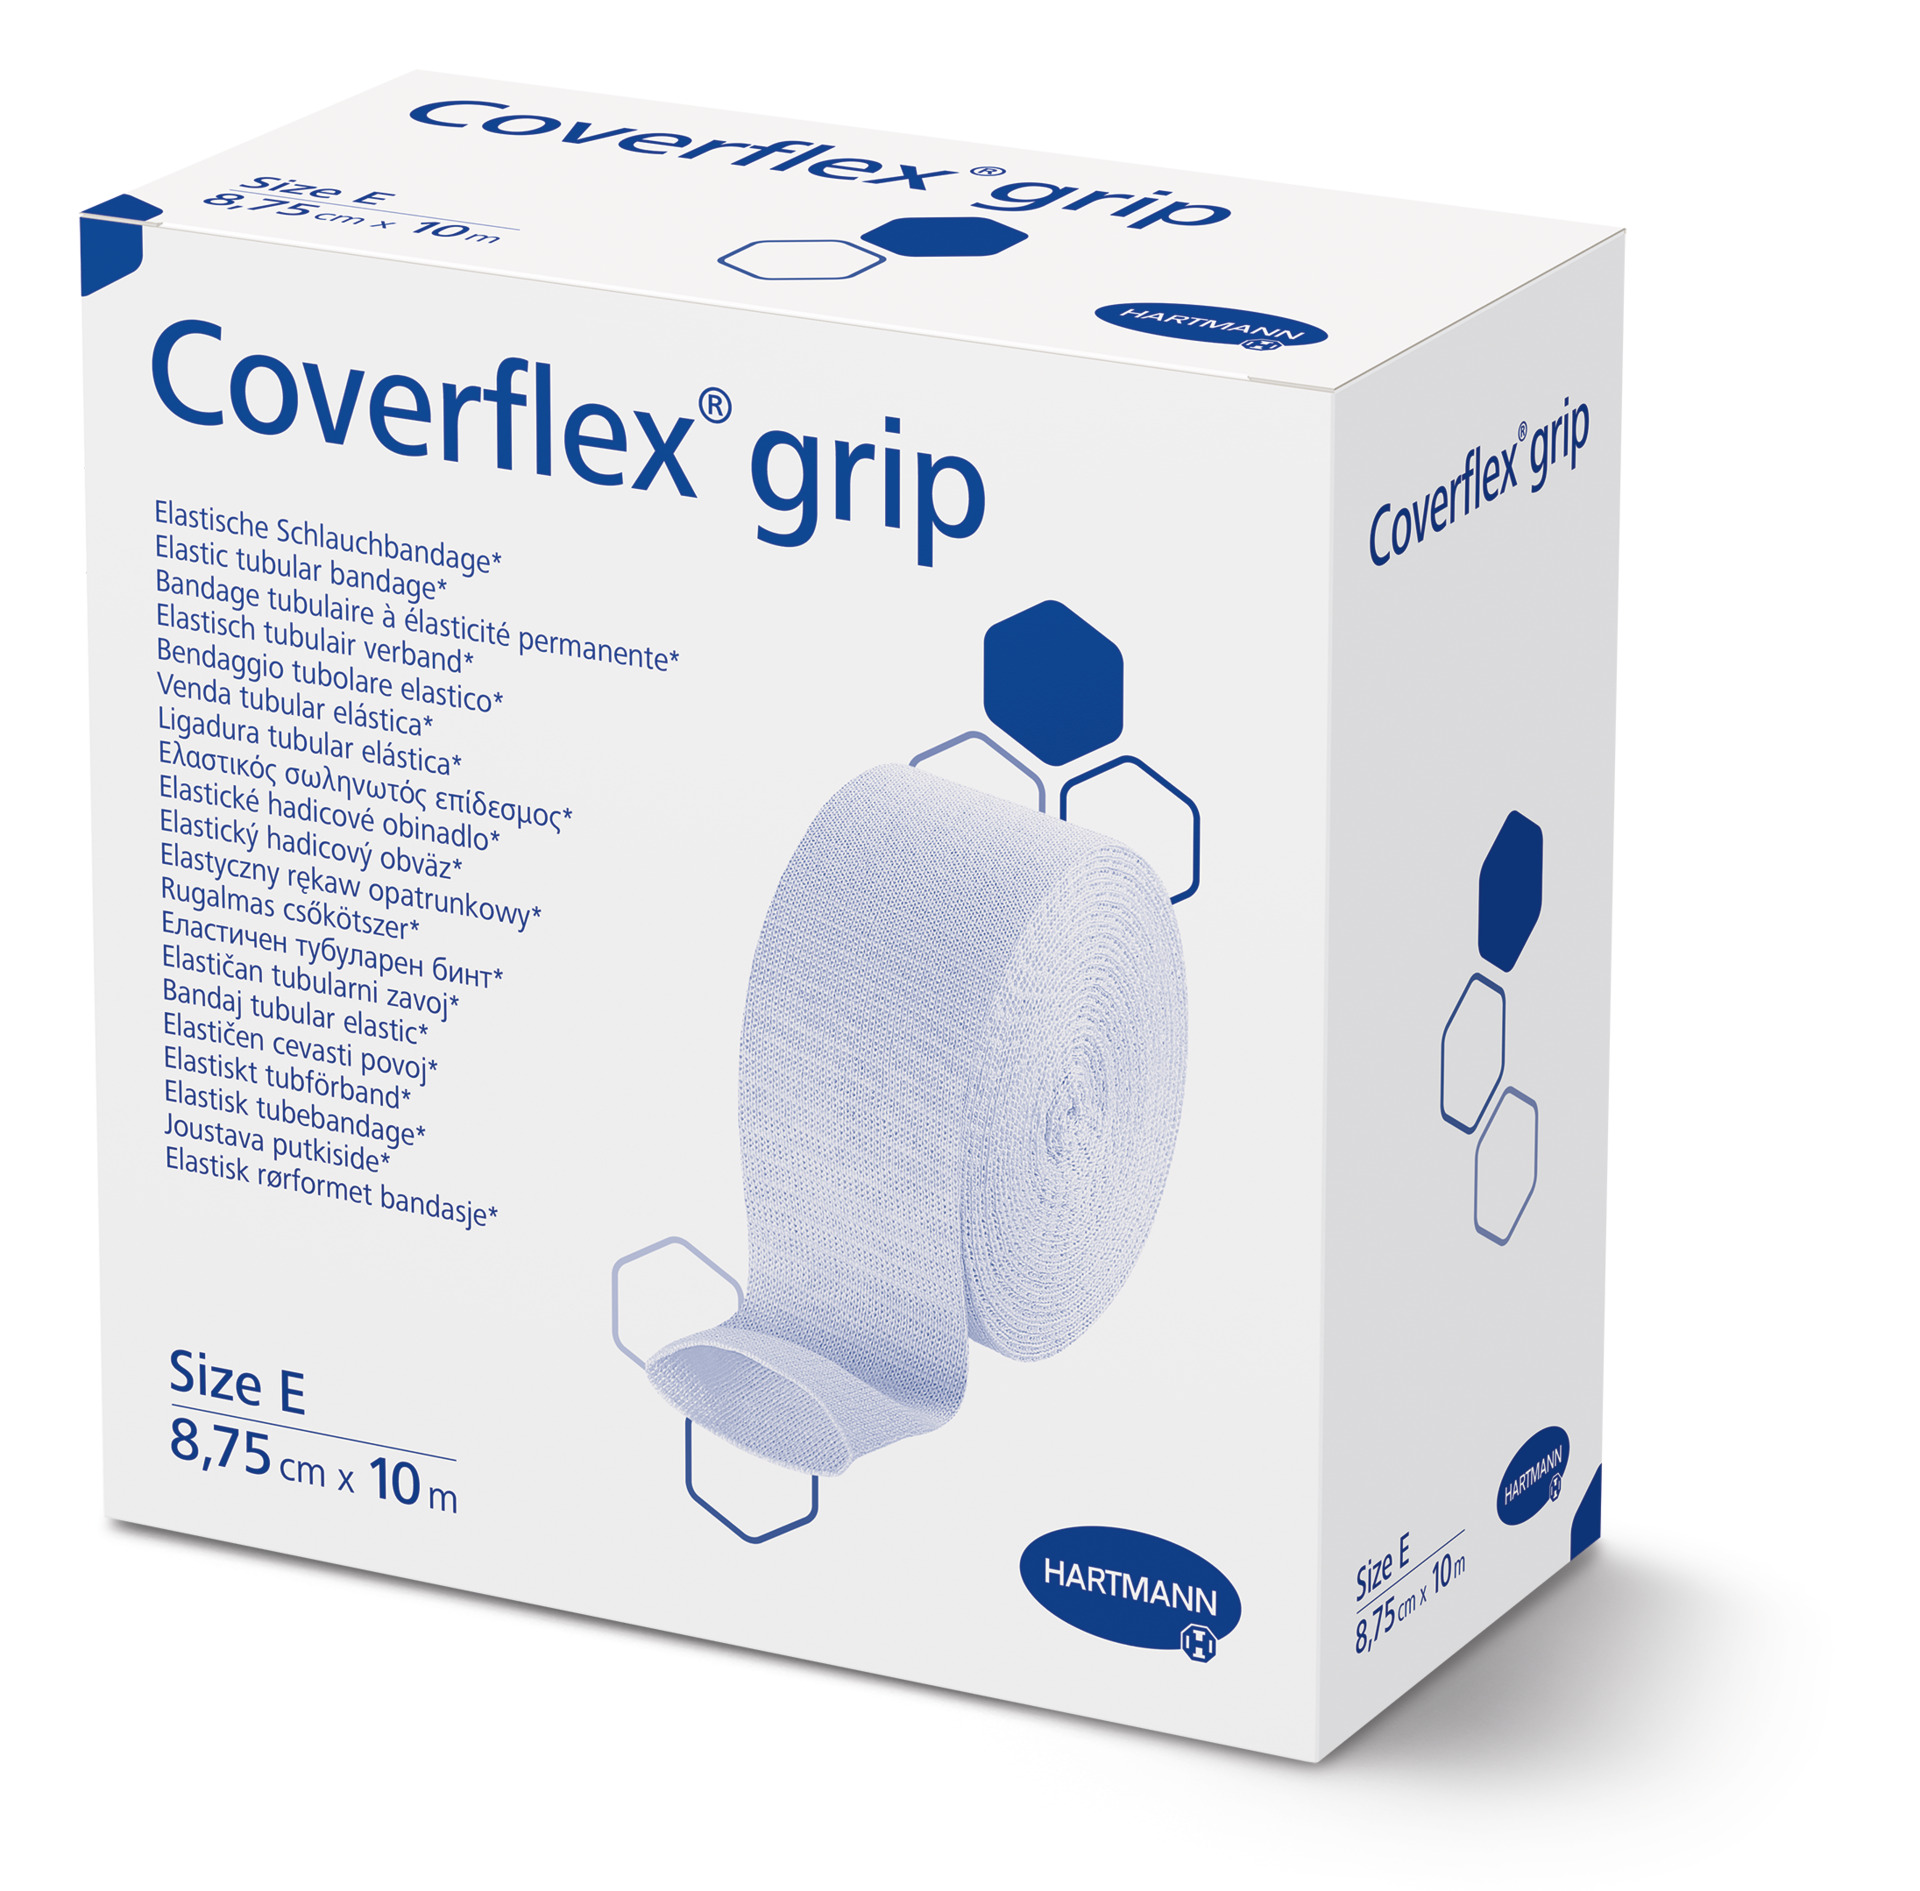 Coverflex® grip
Size E
8,75 cm x 10 m
HARTMANN
Coverflex® grip
Elastische Schlauchbandage*
Elastic tubular bandage*
Bandage tubulaire à élasticité permanente*
Elastisch tubulair verband*
Bendaggio tubolare elastico*
Venda tubular elástica*
Ligadura tubular elástica*
Ελαστικός σωληνωτός επίδεσμος*
Elastické hadicové obinadlo*
Elastický hadicový obväz*
Elastyczny rękaw opatrunkowy*
Rugalmas csőkötszer*
Еластичен тубуларен бинт*
Elastičan tubularni zavoj*
Bandaj tubular elastic*
Elastičen cevasti povoj*
Elastiskt tubförband*
Elastisk tubebandage*
Joustava putkiside*
Elastisk rørformet bandasje*
Size E
8,75 cm x 10 m
HARTMANN
Coverflex® grip
HARTMANN
Size E
8,75 cm x 10 m